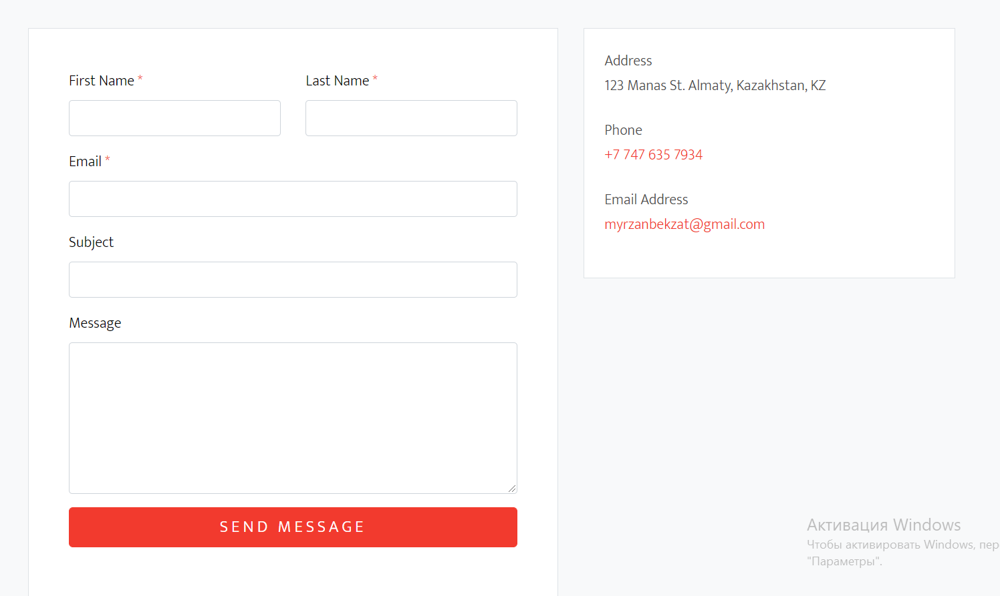 First Name *
Last Name *
Email *
Subject
Message
SEND MESSAGE
Address
123 Manas St. Almaty, Kazakhstan, KZ
Phone
+7 747 635 7934
Email Address
myrzanbekzat@gmail.com
Активация Windows
Чтобы активировать Windows, пер
"Параметры".